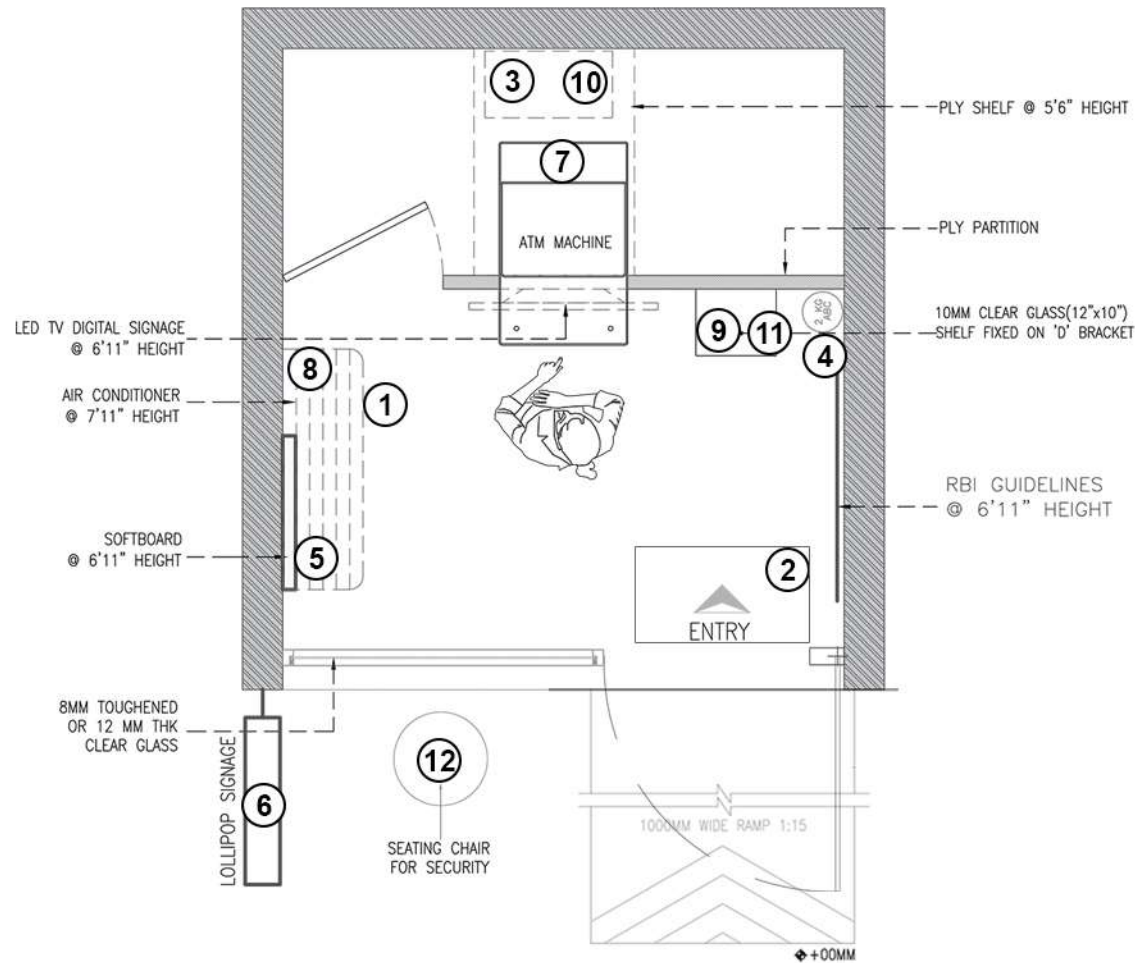 3
10
PLY SHELF @ 5'6" HEIGHT
7
ATM MACHINE
PLY PARTITION
2 KG
ABC
10MM CLEAR GLASS(12"x10")
SHELF FIXED ON 'D' BRACKET
9
11
4
LED TV DIGITAL SIGNAGE
@ 6'11" HEIGHT
8
AIR CONDITIONER
@ 7'11" HEIGHT
1
RBI GUIDELINES
@ 6'11" HEIGHT
SOFTBOARD
@ 6'11" HEIGHT
5
2
ENTRY
8MM TOUGHENED
OR 12 MM THK
CLEAR GLASS
LOLLIPOP SIGNAGE
6
12
SEATING CHAIR
FOR SECURITY
1000MM WIDE RAMP 1:15
+00MM